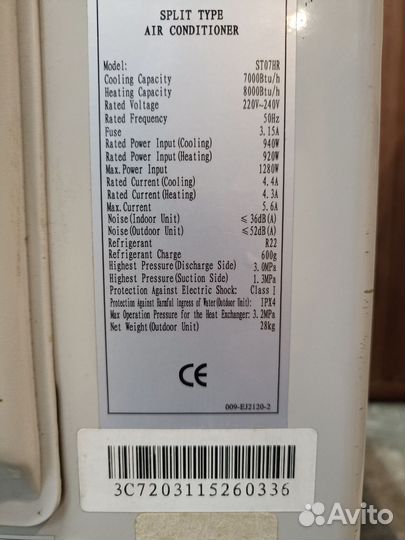 SPLIT TYPE
AIR CONDITIONER
Model: ST07HR
Cooling Capacity 7000Btu/h
Heating Capacity 8000Btu/h
Rated Voltage 220V~240V
Rated Frequency 50Hz
Fuse 3.15A
Rated Power Input(Cooling) 940W
Rated Power Input(Heating) 920W
Max. Power Input 1280W
Rated Current(Cooling) 4.4A
Rated Current(Heating) 4.3A
Max. Current 5.6A
Noise(Indoor Unit) ≤36dB(A)
Noise(Outdoor Unit) ≤52dB(A)
Refrigerant R22
Refrigerant Charge 600g
Highest Pressure(Discharge Side) 3.0MPa
Highest Pressure(Suction Side) 1.3MPa
Protection Against Electric Shock: Class I
Protection Against Harmful Ingress of Water(Outdoor Unit): IPX4
Max Operation Pressure for the Heat Exchanger: 3.2MPa
Net Weight(Outdoor Unit) 28kg
CE
009-EJ2120-2
3C7203115260336
Avito